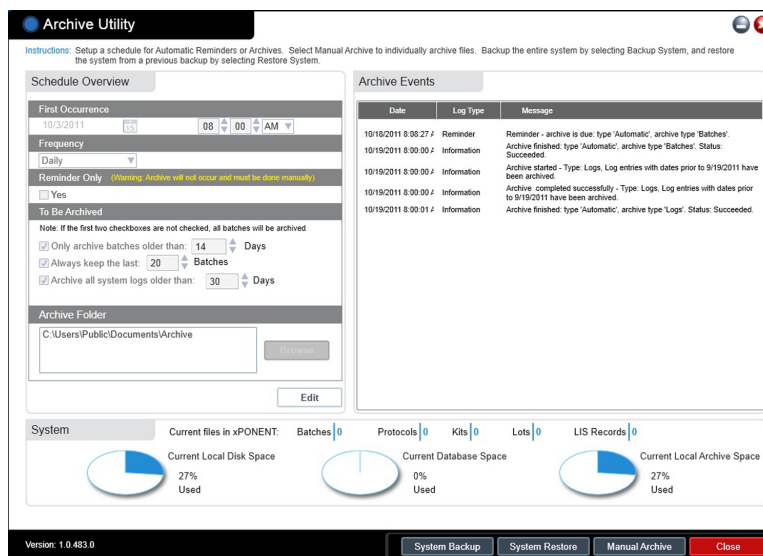 Archive Utility
Instructions: Setup a schedule for Automatic Reminders or Archives. Select Manual Archive to individually archive files. Backup the entire system by selecting Backup System, and restore
the system from a previous backup by selecting Restore System.
Schedule Overview
First Occurrence
10/3/2011 15 08 00 AM
Frequency
Daily
Reminder Only (Warning: Archive will not occur and must be done manually)
Yes
To Be Archived
Note: If the first two checkboxes are not checked, all batches will be archived
Only archive batches older than: 14 Days
Always keep the last: 20 Batches
Archive all system logs older than: 30 Days
Archive Folder
C:\Users\Public\Documents\Archive
Browse
Edit
Archive Events
Date Log Type Message
10/18/2011 8:08:27 A Reminder Reminder - archive is due: type 'Automatic', archive type 'Batches'.
10/19/2011 8:00:00 A Information Archive finished: type 'Automatic', archive type 'Batches'. Status:
Succeeded.
10/19/2011 8:00:00 A Information Archive started - Type: Logs, Log entries with dates prior to 9/19/2011 have
been archived.
10/19/2011 8:00:00 A Information Archive completed successfully - Type: Logs, Log entries with dates prior
to 9/19/2011 have been archived.
10/19/2011 8:00:01 A Information Archive finished: type 'Automatic', archive type 'Logs'. Status: Succeeded.
System
Current files in xPONENT: Batches 0 Protocols 0 Kits 0 Lots 0 LIS Records 0
Current Local Disk Space
27%
Used
Current Database Space
0%
Used
Current Local Archive Space
27%
Used
Version: 1.0.483.0
System Backup System Restore Manual Archive Close